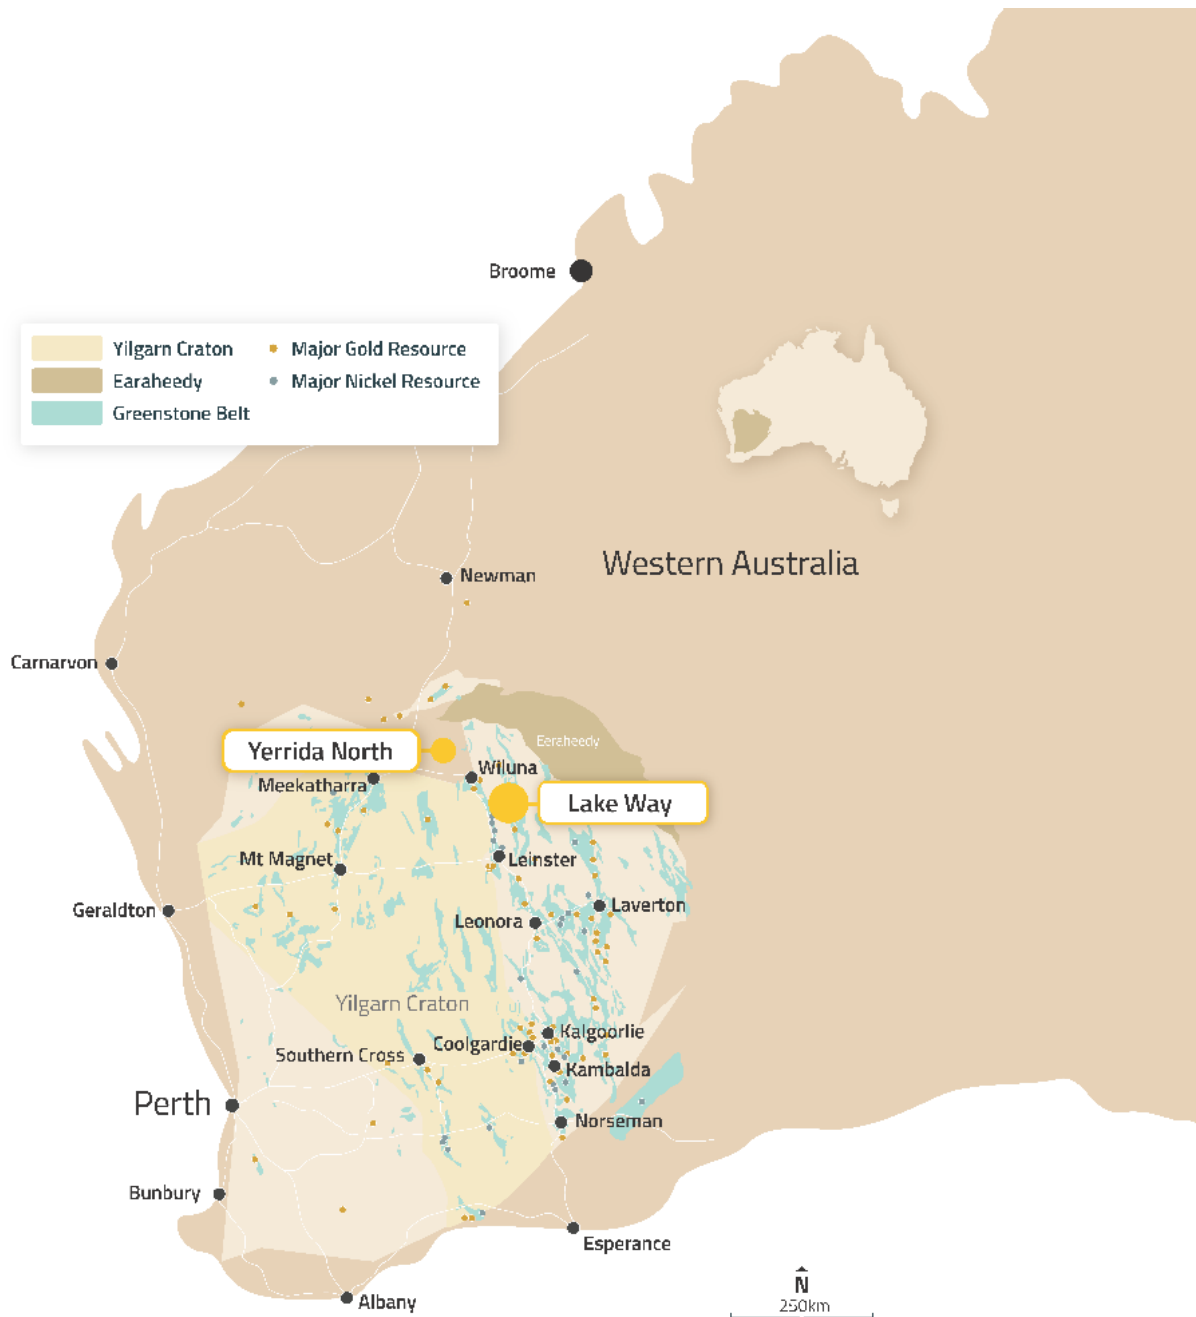 Broome
Yilgarn Craton
Major Gold Resource
Earaheedy
Major Nickel Resource
Greenstone Belt
Western Australia
Newman
Carnarvon
Eeraheedy
Yerrida North
Wiluna
Meekatharra
Lake Way
Mt Magnet
Leinster
Geraldton
Laverton
Leonora
Yilgarn Craton
Kalgoorlie
Coolgardie
Southern Cross
Kambalda
Perth
Norseman
Bunbury
Esperance
N
250km
Albany